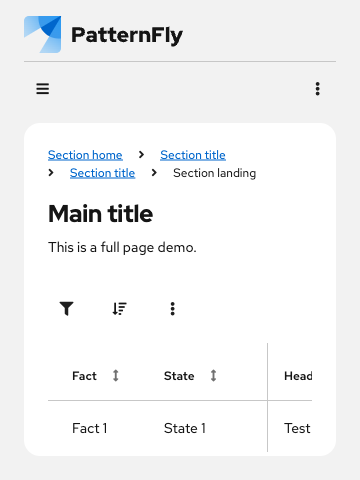 PatternFly
Section home Section title
Section title Section landing
Main title
This is a full page demo.
Fact State Head
Fact 1 State 1 Test